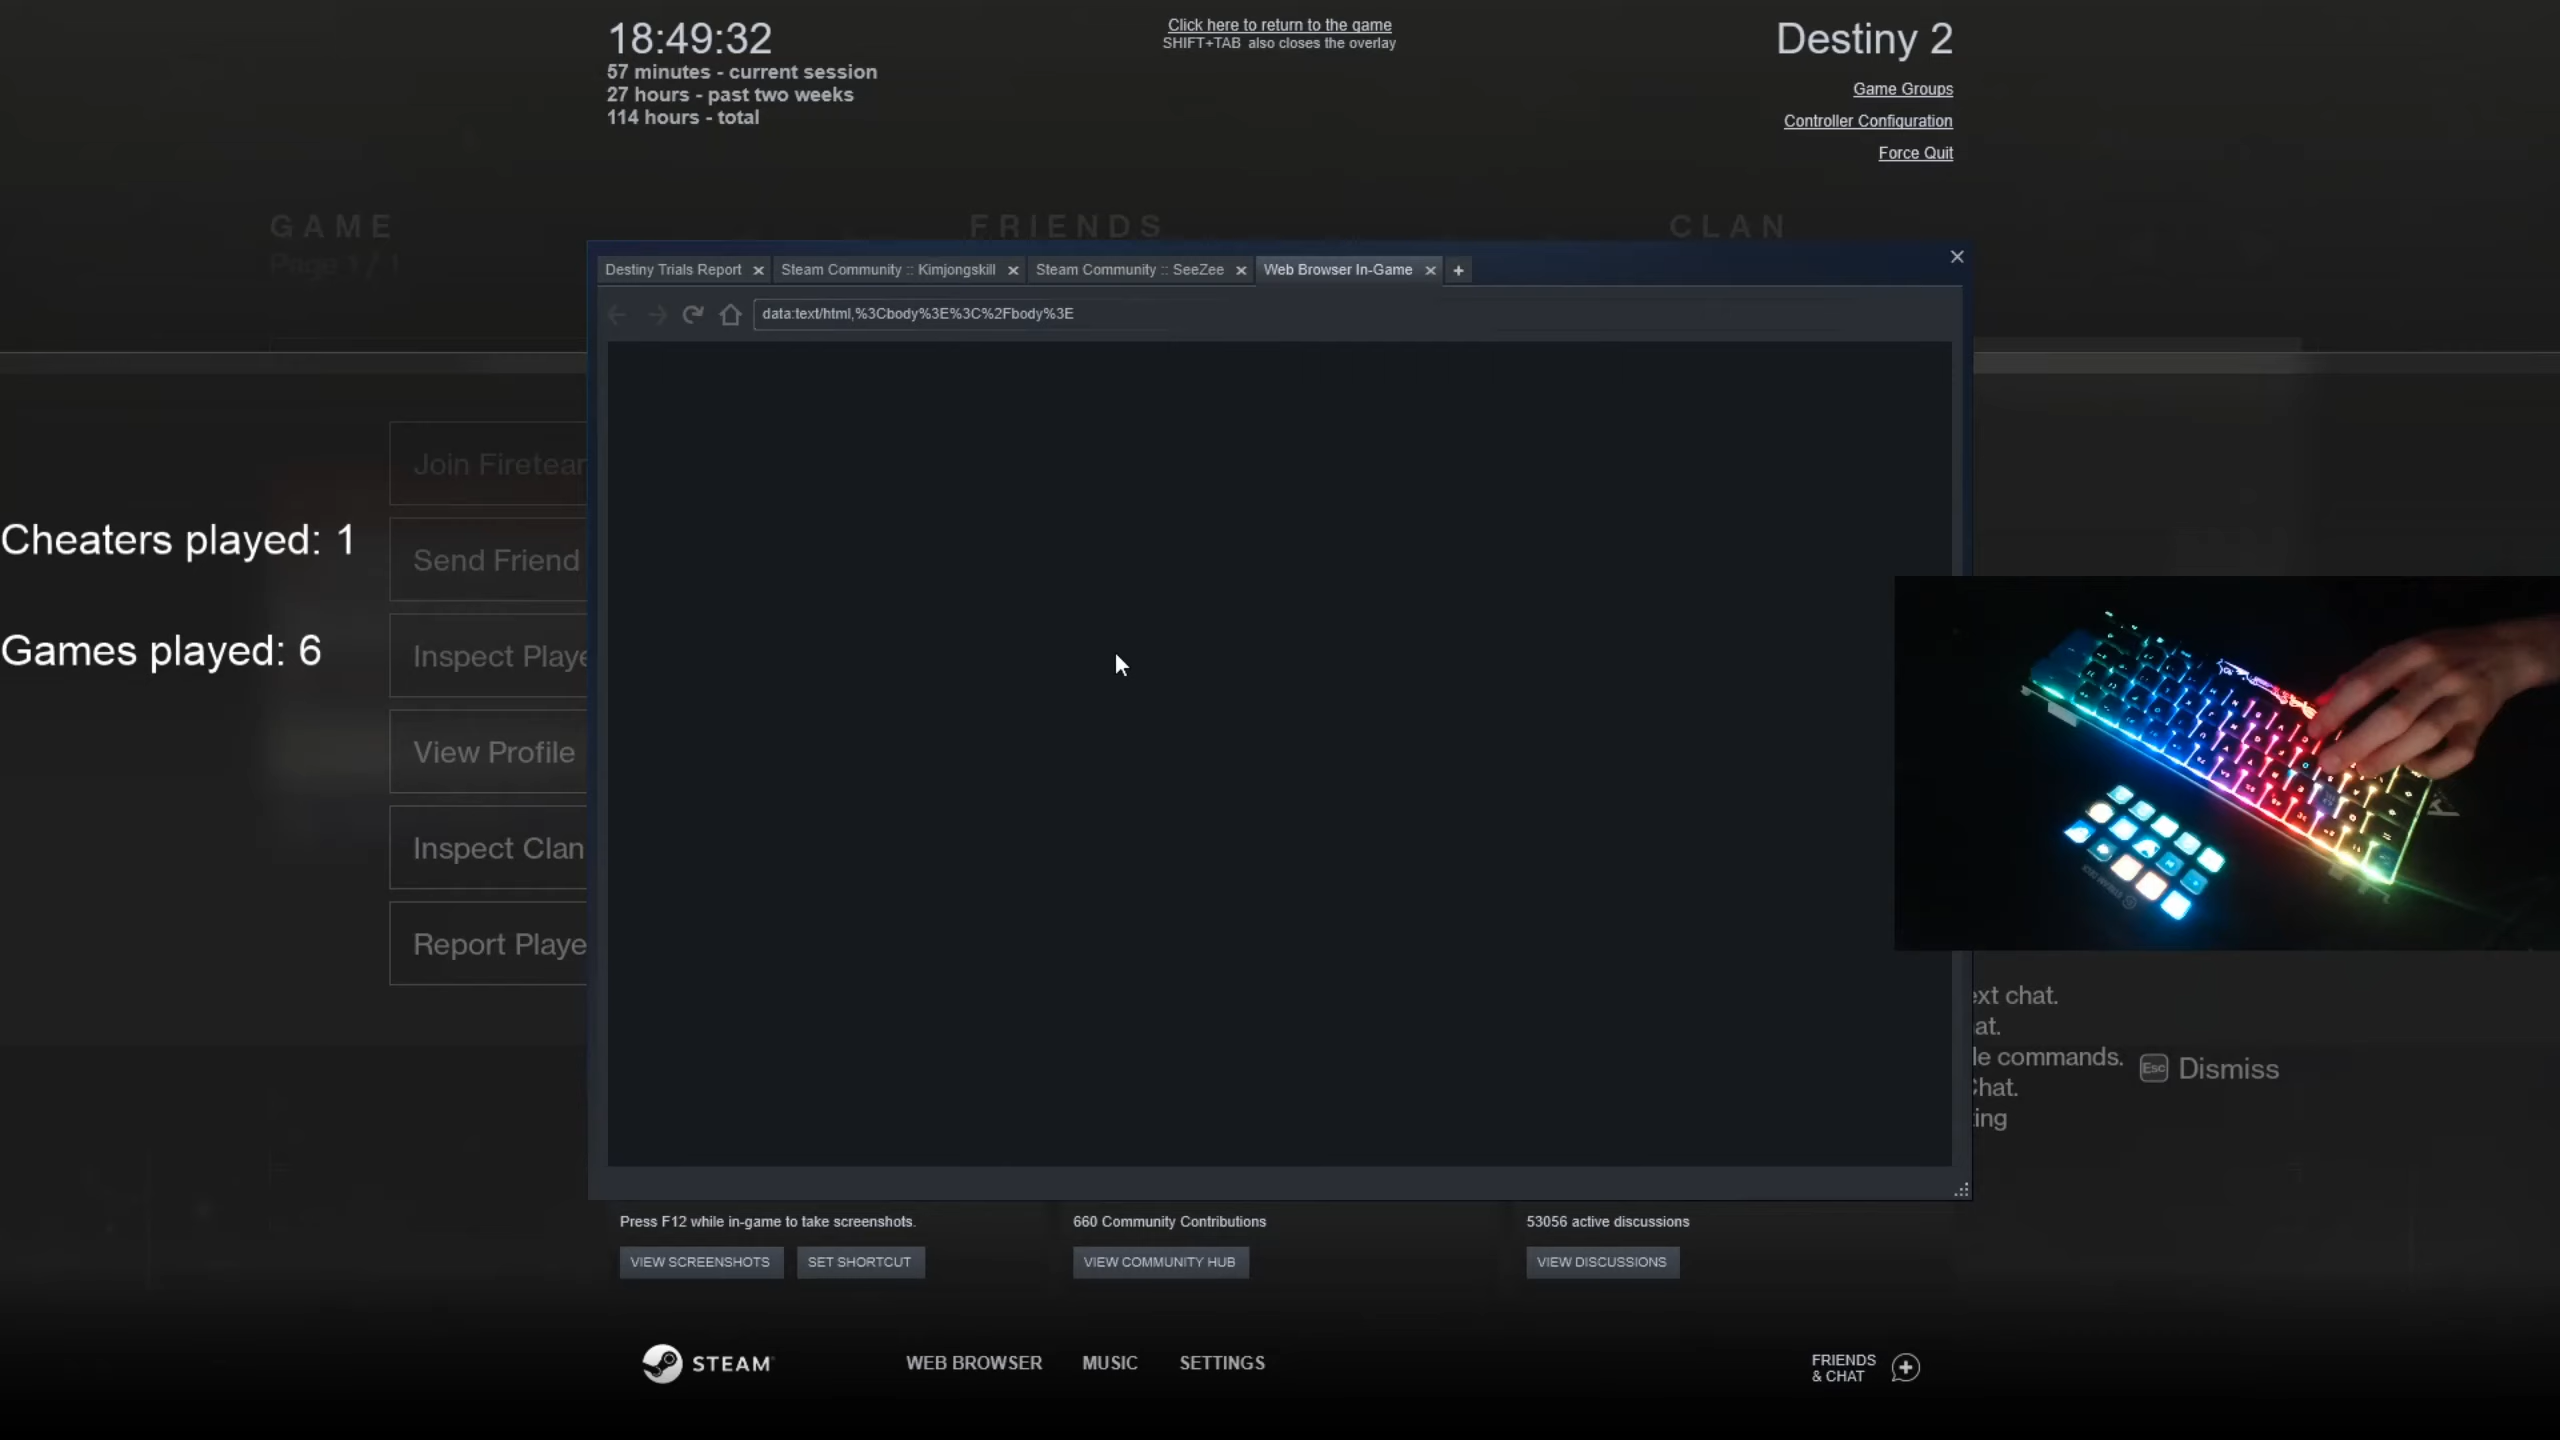 18:49:32
57 minutes - current session
27 hours - past two weeks
114 hours - total
Click here to return to the game
SHIFT+TAB also closes the overlay
Destiny 2
Game Groups
Controller Configuration
Force Quit
GAME
Page 1 / 1
FRIENDS
CLAN
Destiny Trials Report
Steam Community :: Kimjongskill
Steam Community :: SeeZee
Web Browser In-Game
data:text/html,%3Cbody%3E%3C%2Fbody%3E
Join Firetear
Send Friend
Inspect Playe
View Profile
Inspect Clan
Report Playe
Cheaters played: 1
Games played: 6
ext chat.
at.
le commands.
Chat.
ing
Esc Dismiss
Press F12 while in-game to take screenshots.
VIEW SCREENSHOTS
SET SHORTCUT
660 Community Contributions
VIEW COMMUNITY HUB
53056 active discussions
VIEW DISCUSSIONS
STEAM
WEB BROWSER
MUSIC
SETTINGS
FRIENDS
& CHAT